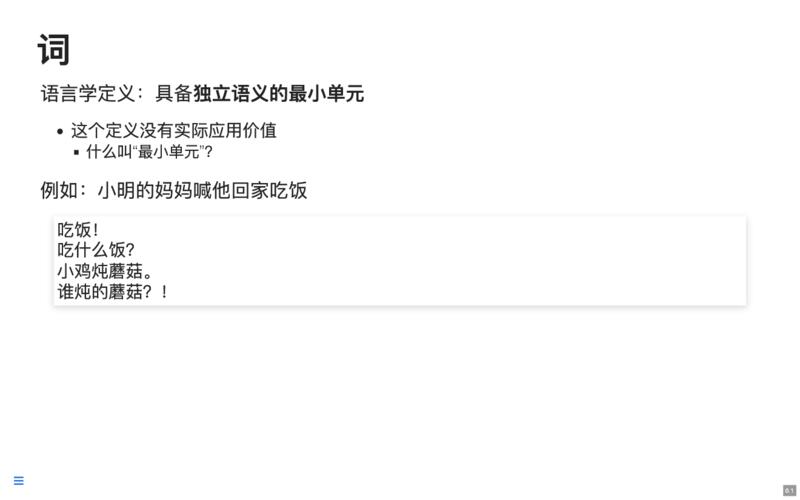 词
语言学定义：具备独立语义的最小单元
这个定义没有实际应用价值
什么叫“最小单元”?
例如：小明的妈妈喊他回家吃饭
吃饭！
吃什么饭?
小鸡炖蘑菇。
谁炖的蘑菇？！
6.1